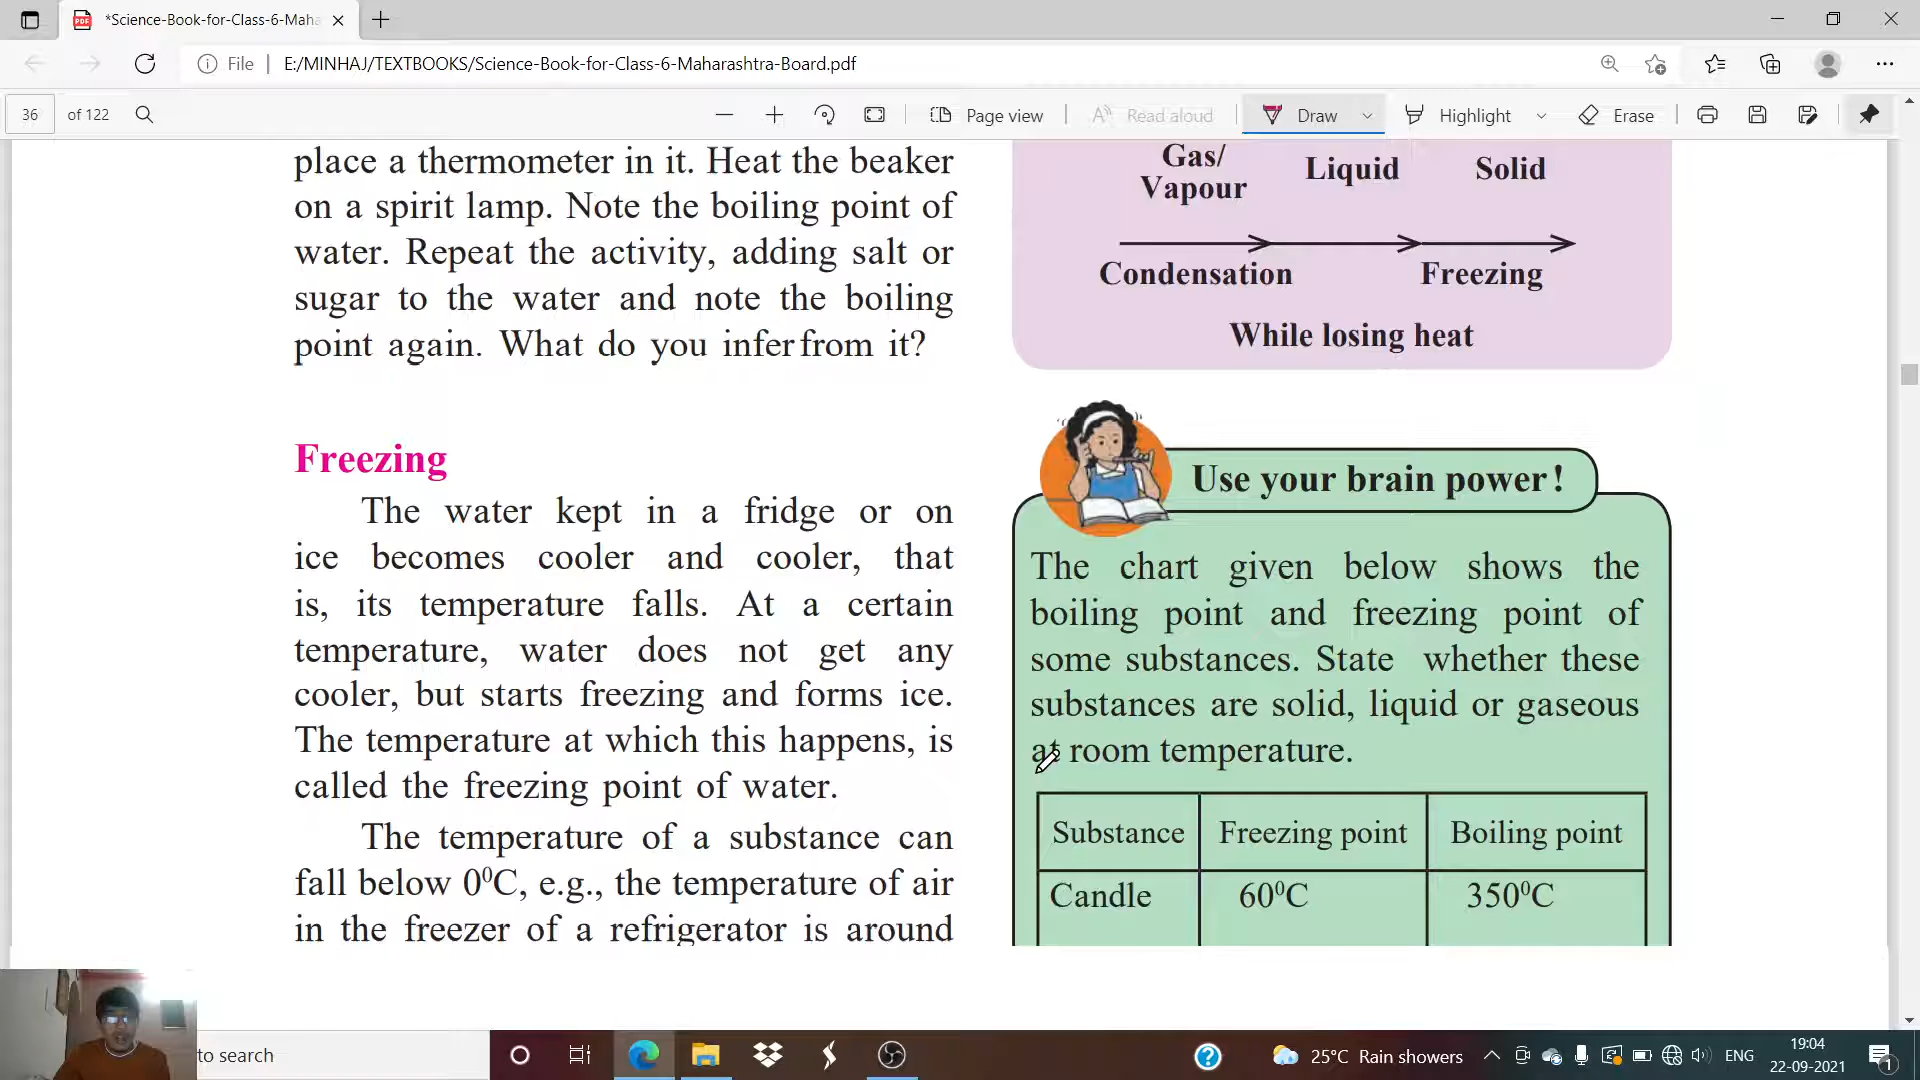 *Science-Book-for-Class-6-Maha
File
E:/MINHAJ/TEXTBOOKS/Science-Book-for-Class-6-Maharashtra-Board.pdf
36 of 122
Page view
Read aloud
Draw
Highlight
Erase
place a thermometer in it. Heat the beaker
on a spirit lamp. Note the boiling point of
water. Repeat the activity, adding salt or
sugar to the water and note the boiling
point again. What do you infer from it?
Freezing
The water kept in a fridge or on
ice becomes cooler and cooler, that
is, its temperature falls. At a certain
temperature, water does not get any
cooler, but starts freezing and forms ice.
The temperature at which this happens, is
called the freezing point of water.
The temperature of a substance can
fall below 0⁰C, e.g., the temperature of air
in the freezer of a refrigerator is around
Gas/
Vapour
Liquid
Solid
Condensation
Freezing
While losing heat
Use your brain power!
The chart given below shows the
boiling point and freezing point of
some substances. State whether these
substances are solid, liquid or gaseous
at room temperature.
Substance Freezing point Boiling point
Candle 60⁰C 350⁰C
to search
25°C Rain showers
ENG
19:04
22-09-2021
1